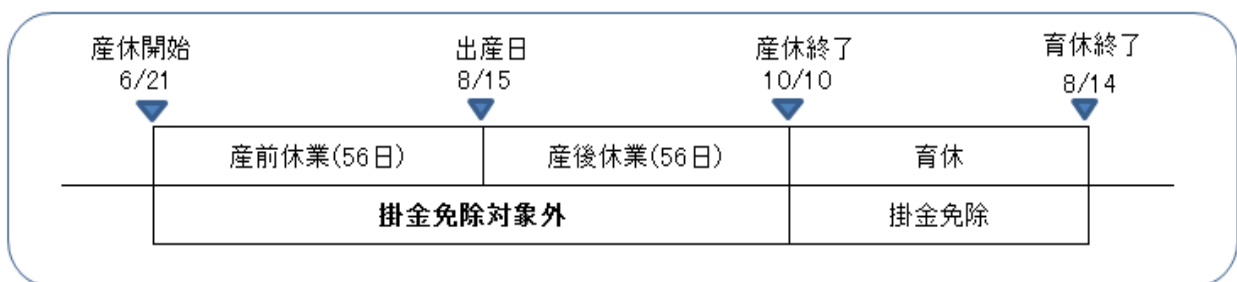 産休開始
6/21
出産日
8/15
産休終了
10/10
育休終了
8/14
産前休業(56日)
産後休業(56日)
育休
掛金免除対象外
掛金免除